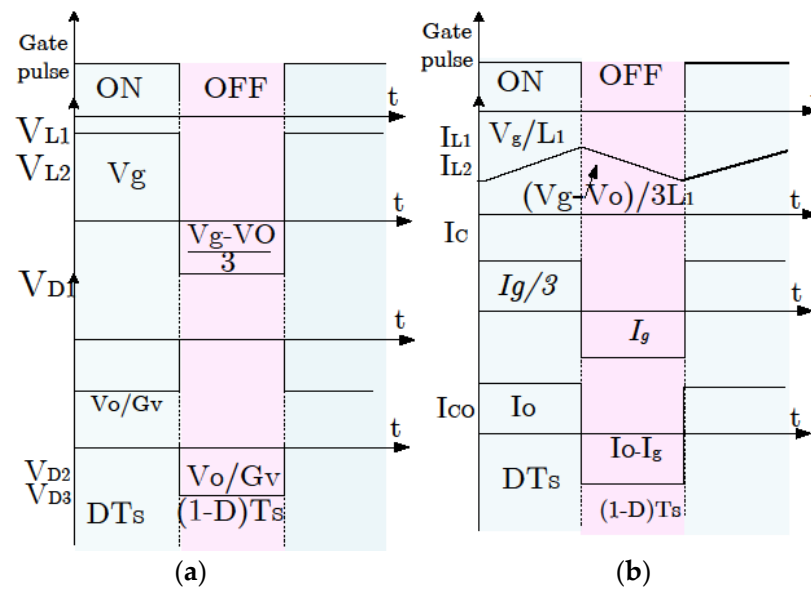 Gate
pulse
ON
OFF
t
VL1
VL2
Vg
Vg-VO
3
VD1
t
Vo/Gv
t
VD2
VD3
Vo/Gv
DTs
(1-D)Ts
(a)
Gate
pulse
ON
OFF
t
IL1
Vg/L1
IL2
(Vg-Vo)/3L1
t
IC
Ig/3
t
Ig
ICO
Io
t
Io-Ig
DTs
(1-D)Ts
(b)